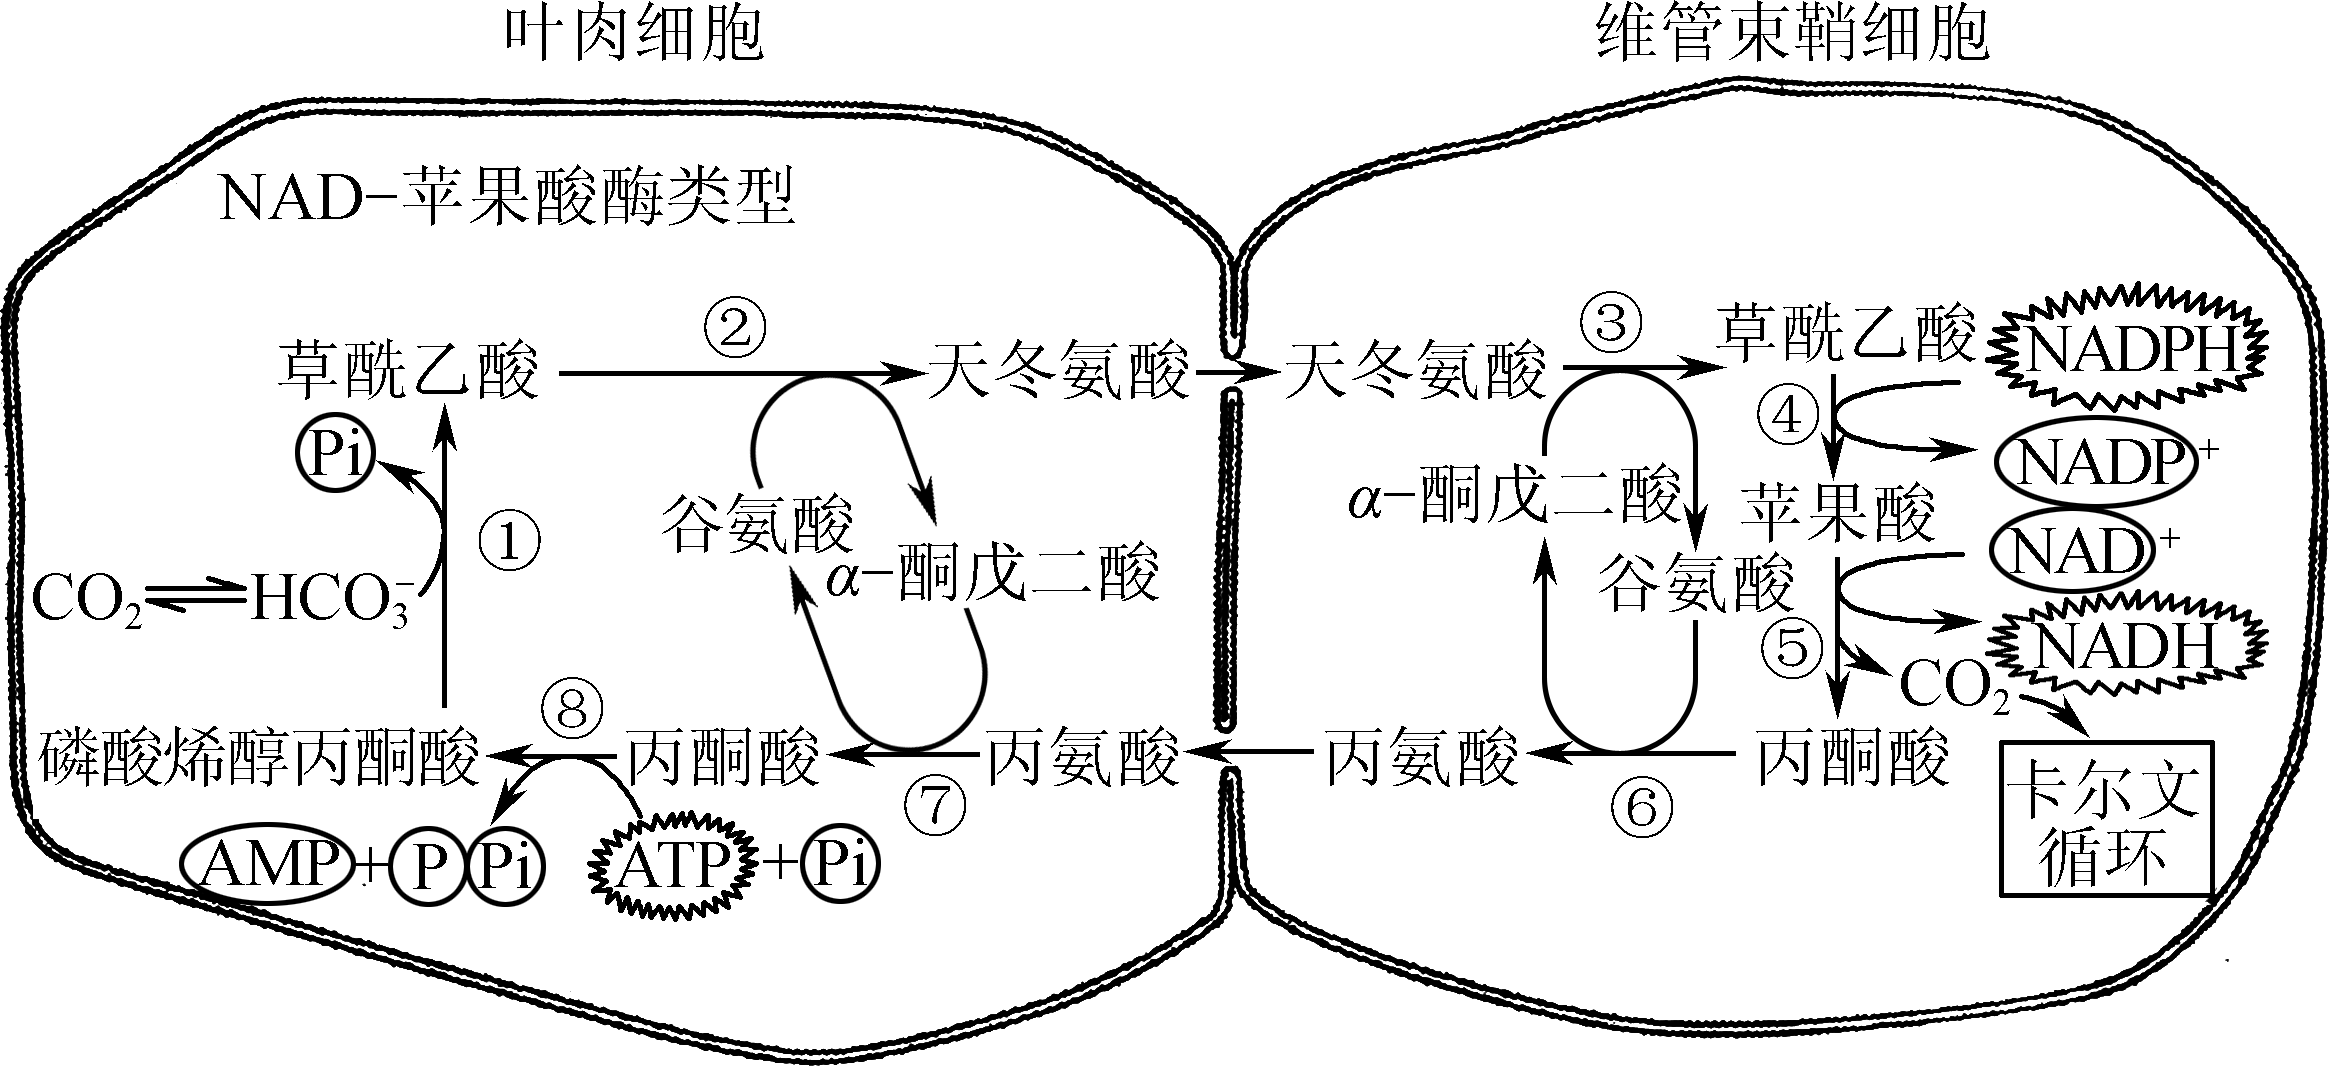 叶肉细胞
维管束鞘细胞
NAD-苹果酸酶类型
草酰乙酸
②
天冬氨酸
天冬氨酸
③
草酰乙酸
NADPH
Pi
①
谷氨酸
α-酮戊二酸
α-酮戊二酸
谷氨酸
④
苹果酸
NADP⁺
NAD⁺
NADH
CO₂
HCO₃⁻
⑤
CO₂
磷酸烯醇丙酮酸
⑧
丙酮酸
⑦
丙氨酸
丙氨酸
⑥
丙酮酸
卡尔文
循环
AMP+P Pi
ATP+Pi